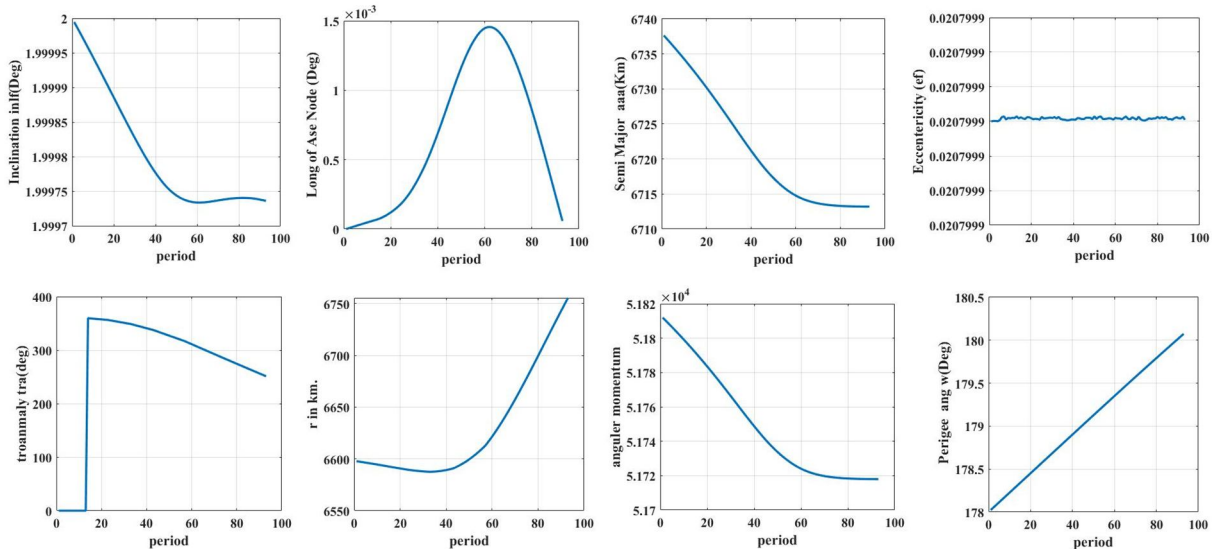 2
1.99995
1.9999
1.99985
1.9998
1.99975
1.9997
0 20 40 60 80 100
period
Inclination inlf(Deg)
×10⁻³
1.5
1
0.5
0
0 20 40 60 80 100
period
Long of Ase Node (Deg)
6740
6735
6730
6725
6720
6715
6710
0 20 40 60 80 100
period
Semi Major aaa(Km)
0.0207999
0.0207999
0.0207999
0.0207999
0.0207999
0.0207999
0.0207999
0 20 40 60 80 100
period
Eccentericity (ef)
400
300
200
100
0
0 20 40 60 80 100
period
troanmaly tra(deg)
6750
6700
6650
6600
6550
0 20 40 60 80 100
period
r in km.
×10⁴
5.182
5.18
5.178
5.176
5.174
5.172
5.17
0 20 40 60 80 100
period
anguler momentum
180.5
180
179.5
179
178.5
178
0 20 40 60 80 100
period
Perigee ang w(Deg)